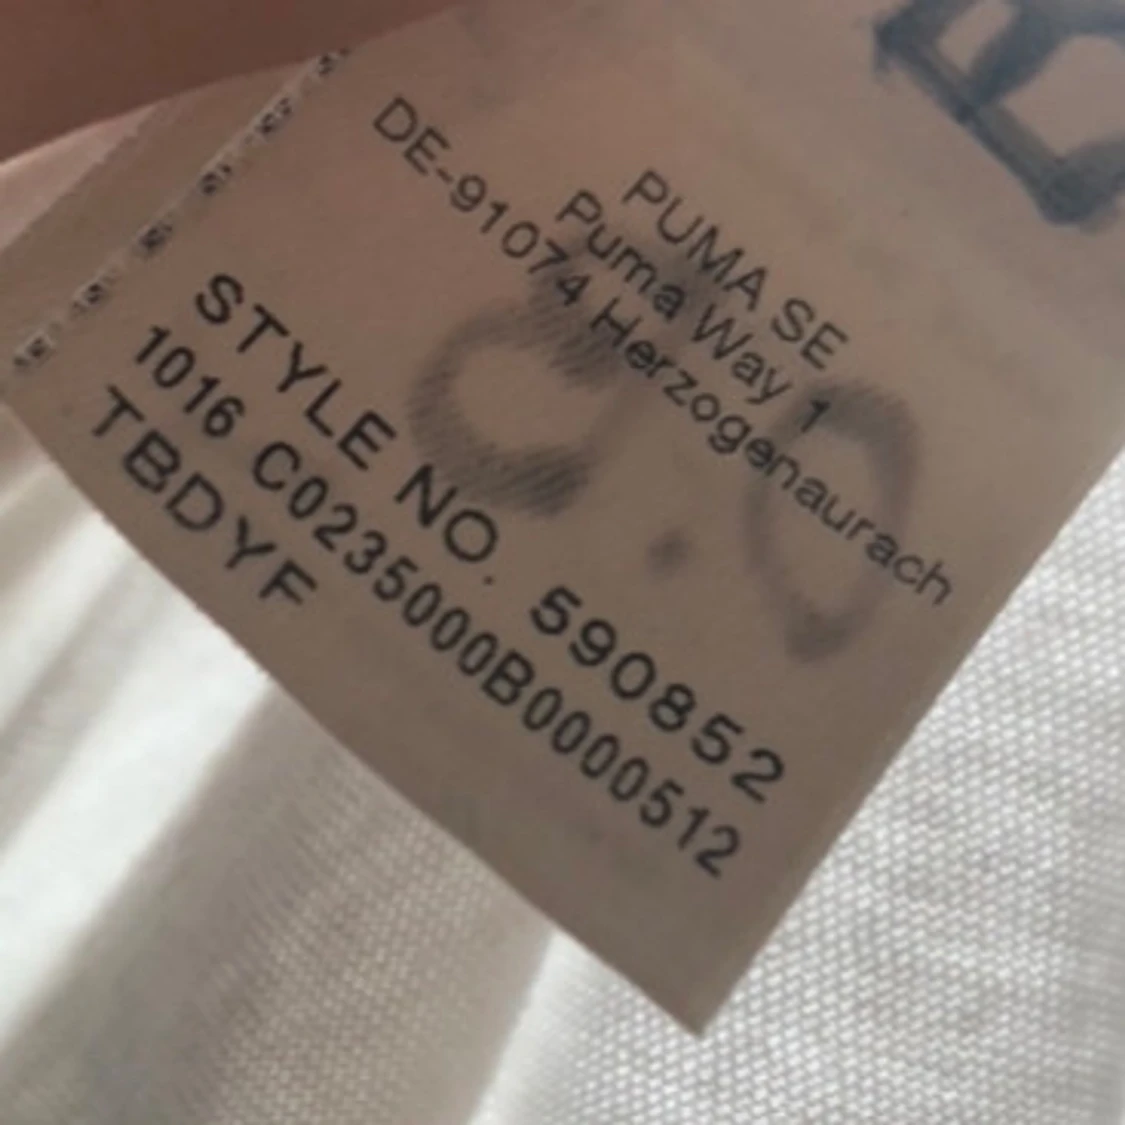 PUMA SE
Puma Way 1
DE-91074 Herzogenaurach
STYLE NO. 590852
1016 C0235000B0000512
TBDYF